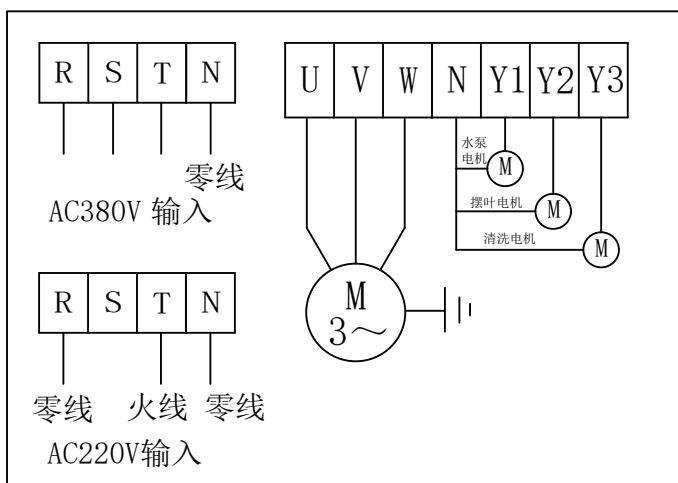 R S T N
零线
AC380V 输入
R S T N
零线 火线 零线
AC220V输入
U V W N Y1 Y2 Y3
水泵
电机
M
摆叶电机
M
清洗电机
M
M
3～